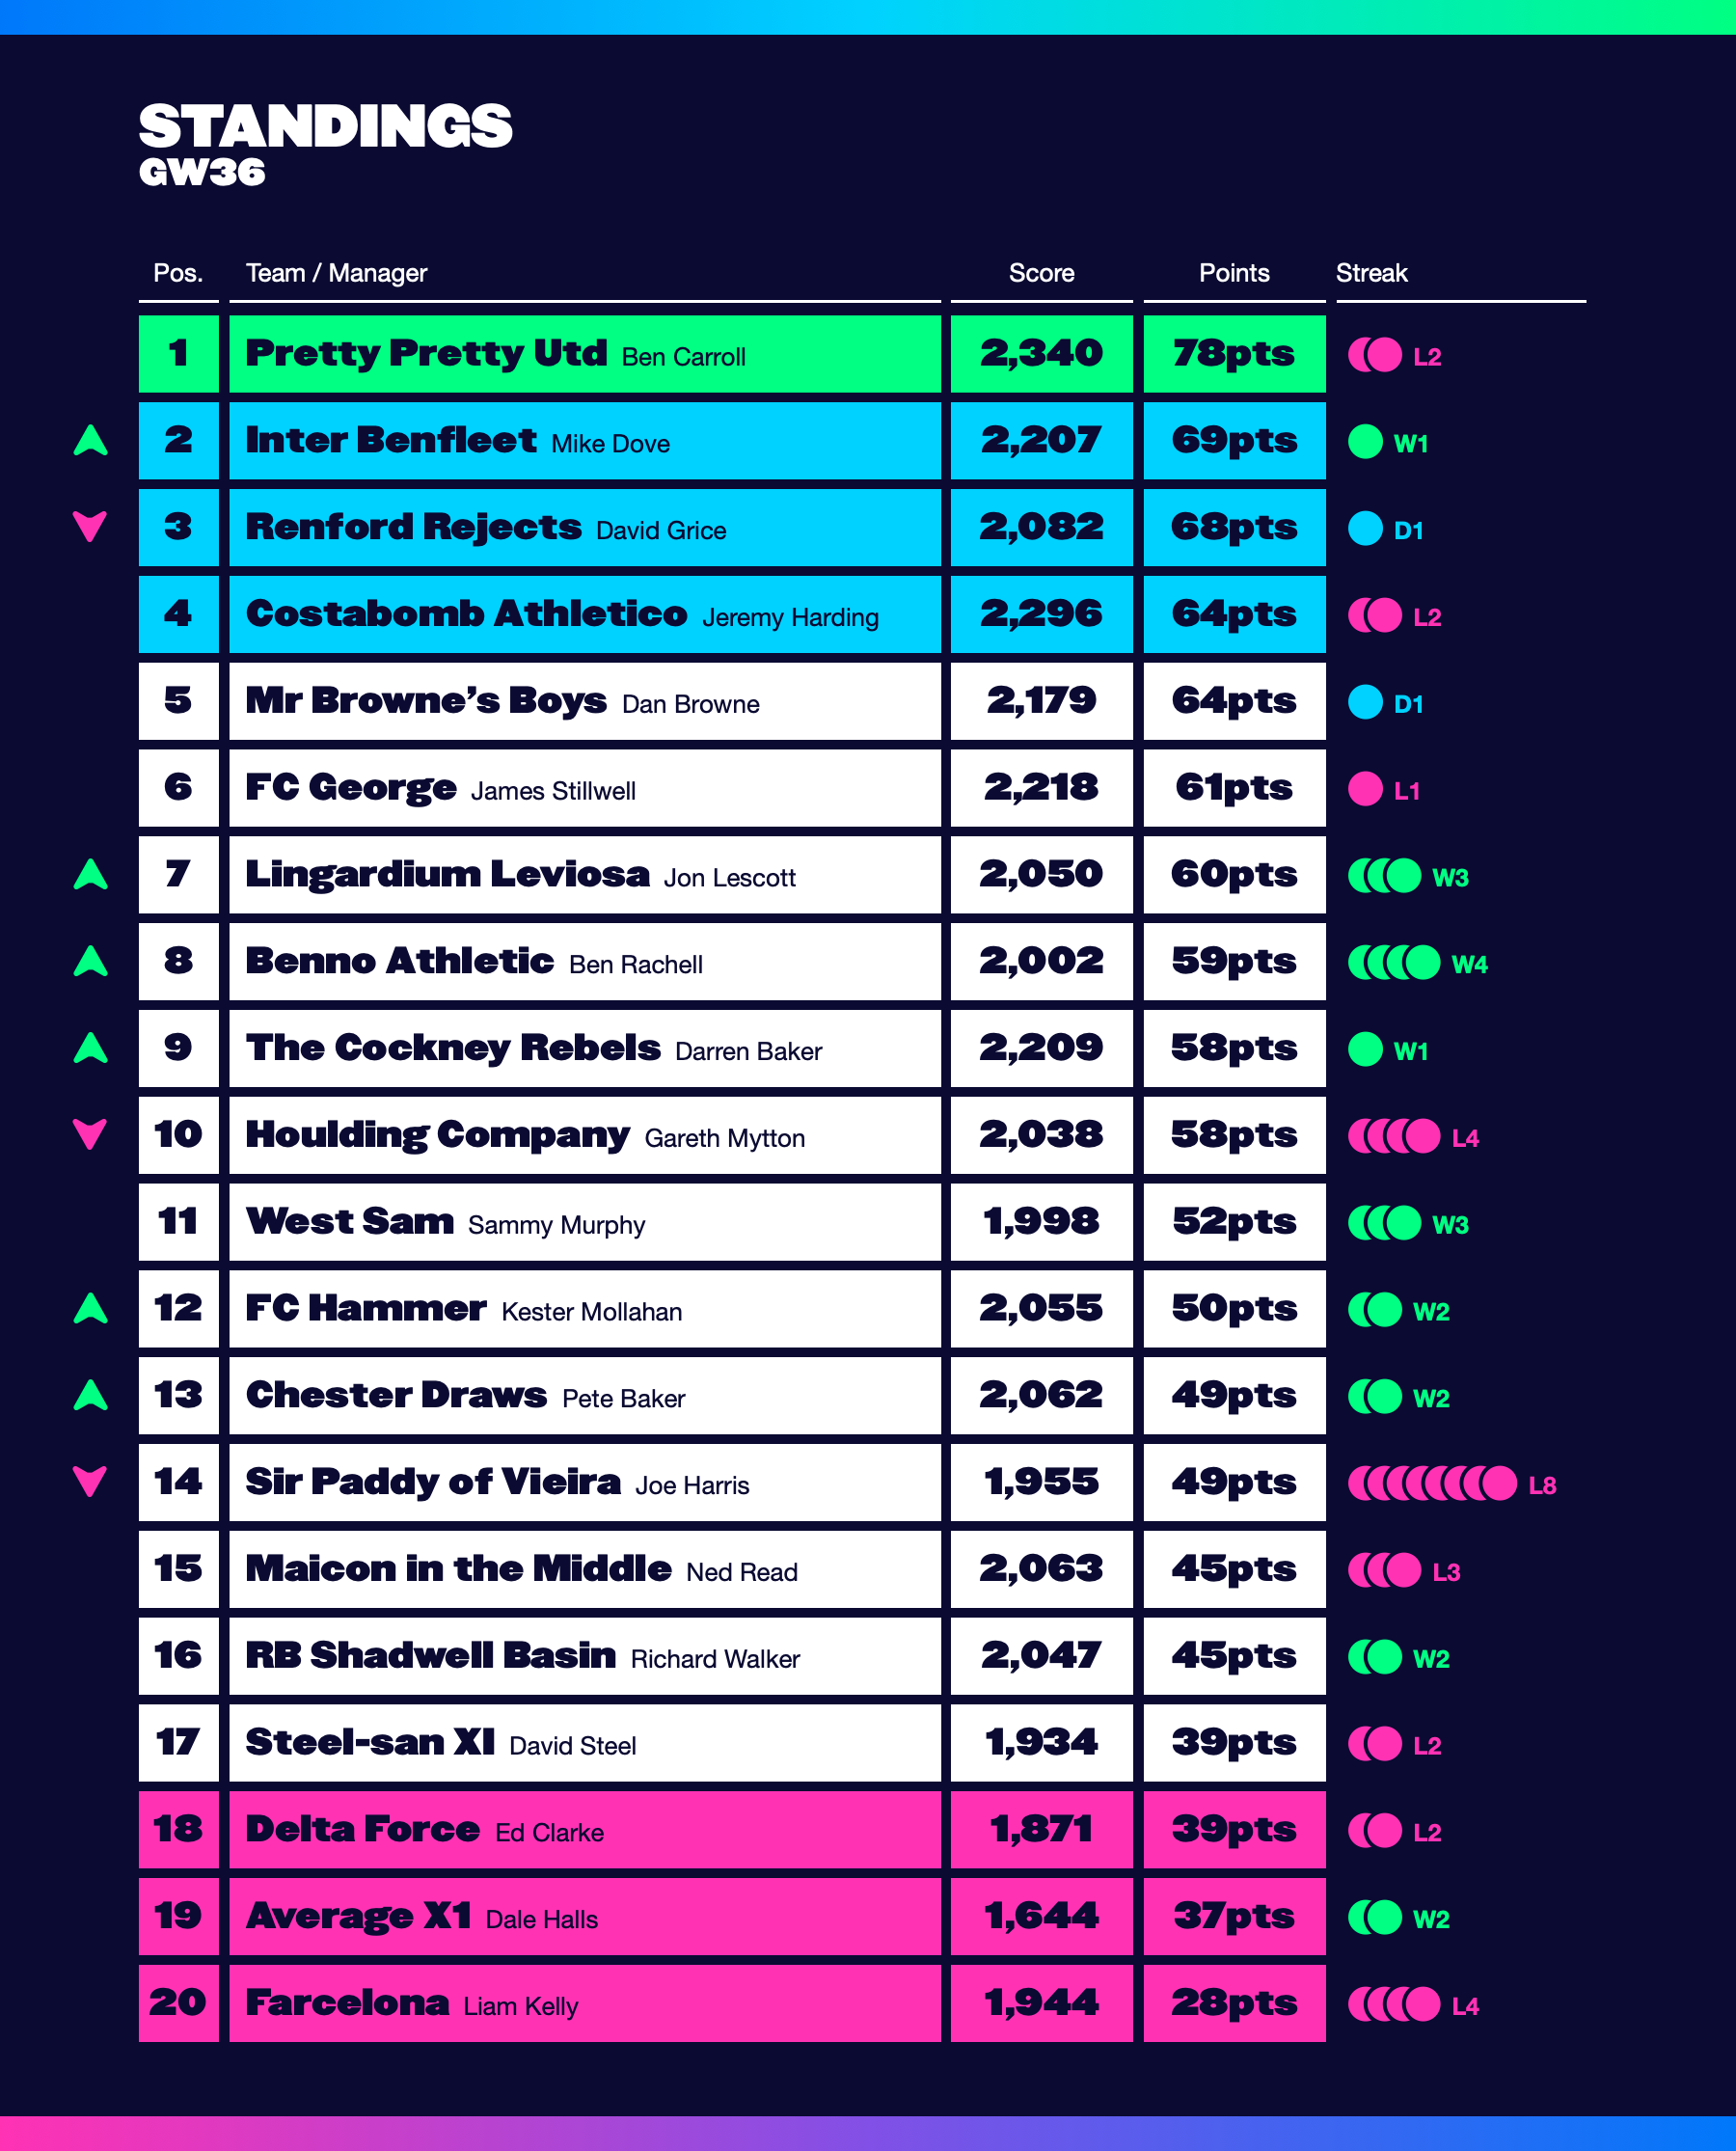 STANDINGS
GW36
Pos. Team / Manager Score Points Streak
1 Pretty Pretty Utd Ben Carroll 2,340 78pts L2
2 Inter Benfleet Mike Dove 2,207 69pts W1
3 Renford Rejects David Grice 2,082 68pts D1
4 Costabomb Athletico Jeremy Harding 2,296 64pts L2
5 Mr Browne’s Boys Dan Browne 2,179 64pts D1
6 FC George James Stillwell 2,218 61pts L1
7 Lingardium Leviosa Jon Lescott 2,050 60pts W3
8 Benno Athletic Ben Rachell 2,002 59pts W4
9 The Cockney Rebels Darren Baker 2,209 58pts W1
10 Houlding Company Gareth Mytton 2,038 58pts L4
11 West Sam Sammy Murphy 1,998 52pts W3
12 FC Hammer Kester Mollahan 2,055 50pts W2
13 Chester Draws Pete Baker 2,062 49pts W2
14 Sir Paddy of Vieira Joe Harris 1,955 49pts L8
15 Maicon in the Middle Ned Read 2,063 45pts L3
16 RB Shadwell Basin Richard Walker 2,047 45pts W2
17 Steel-san XI David Steel 1,934 39pts L2
18 Delta Force Ed Clarke 1,871 39pts L2
19 Average X1 Dale Halls 1,644 37pts W2
20 Farcelona Liam Kelly 1,944 28pts L4